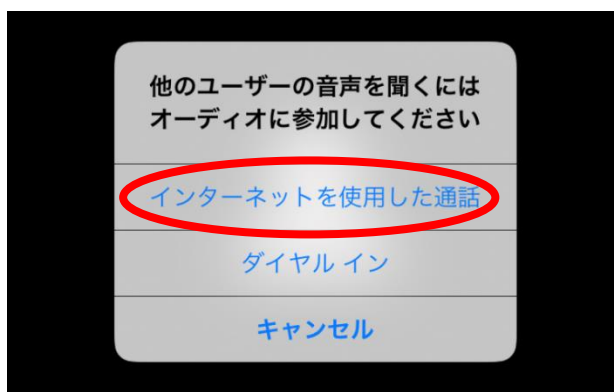 他のユーザーの音声を聞くには
オーディオに参加してください
インターネットを使用した通話
ダイヤル イン
キャンセル